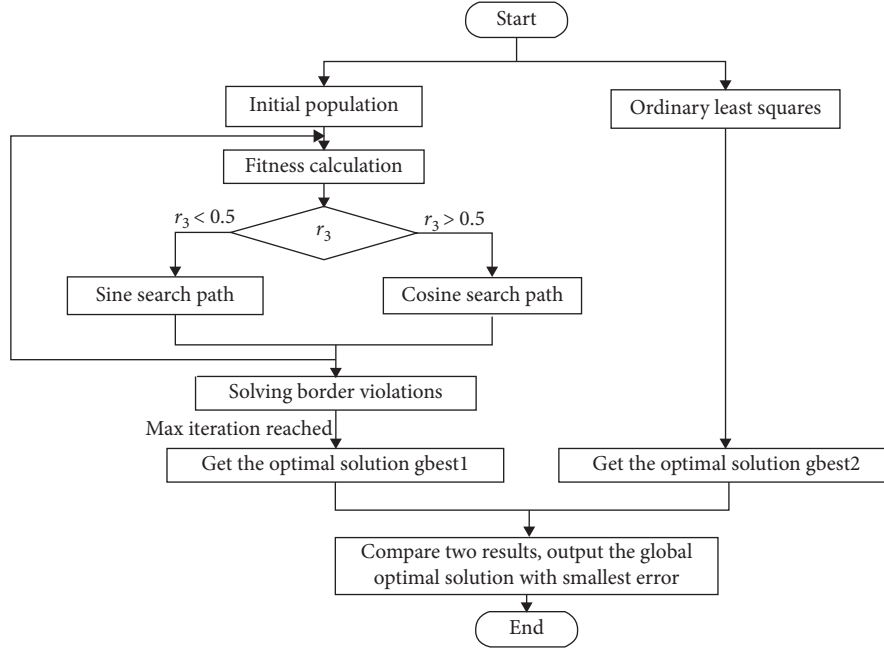 Start
Initial population
Ordinary least squares
Fitness calculation
r₃ < 0.5
r₃
r₃ > 0.5
Sine search path
Cosine search path
Solving border violations
Max iteration reached
Get the optimal solution gbest1
Get the optimal solution gbest2
Compare two results, output the global
optimal solution with smallest error
End